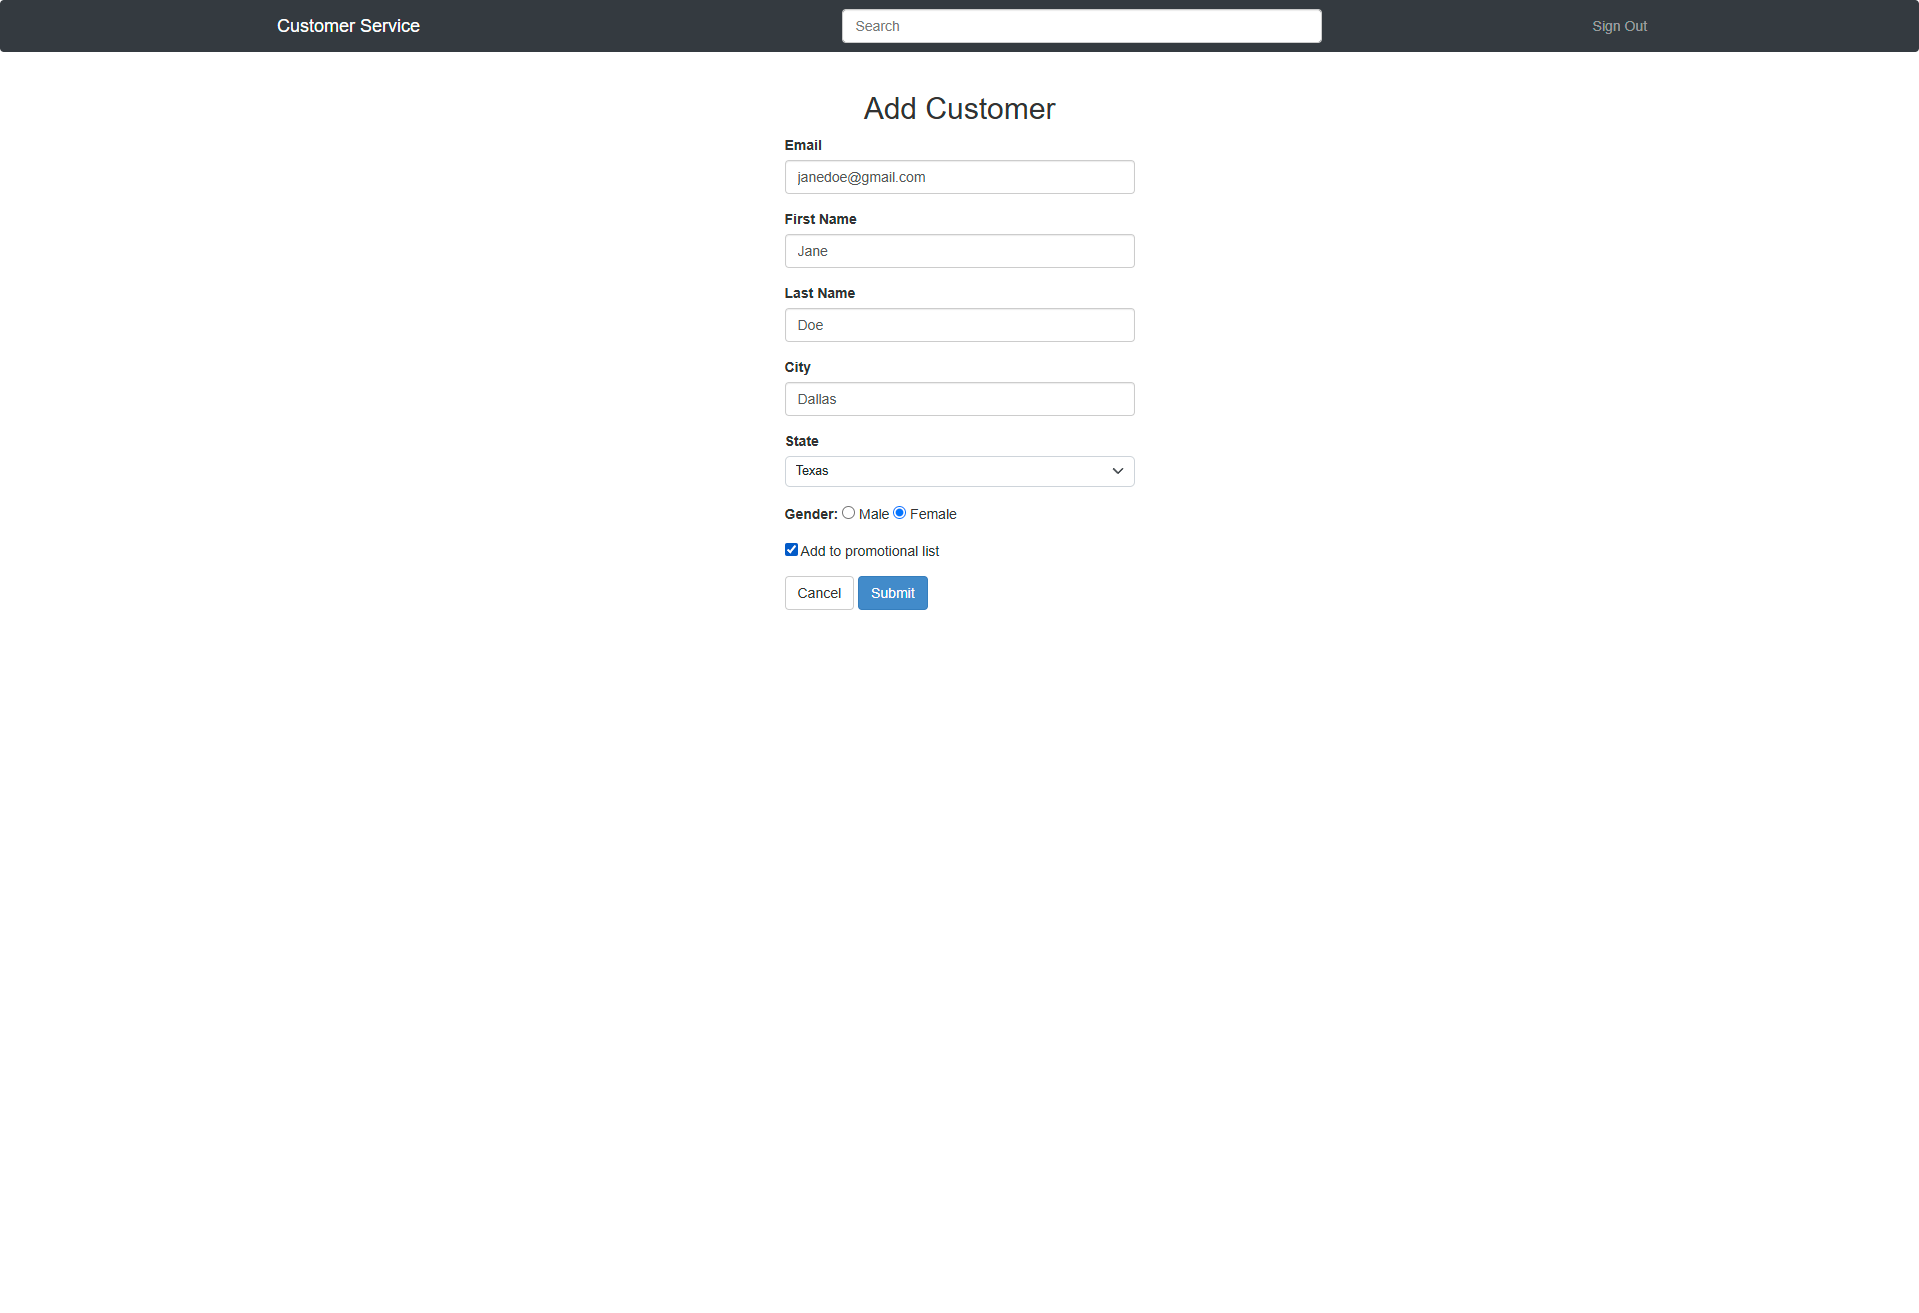 Customer Service
Search
Sign Out
Add Customer
Email
janedoe@gmail.com
First Name
Jane
Last Name
Doe
City
Dallas
State
Texas
Gender: Male Female
Add to promotional list
Cancel Submit